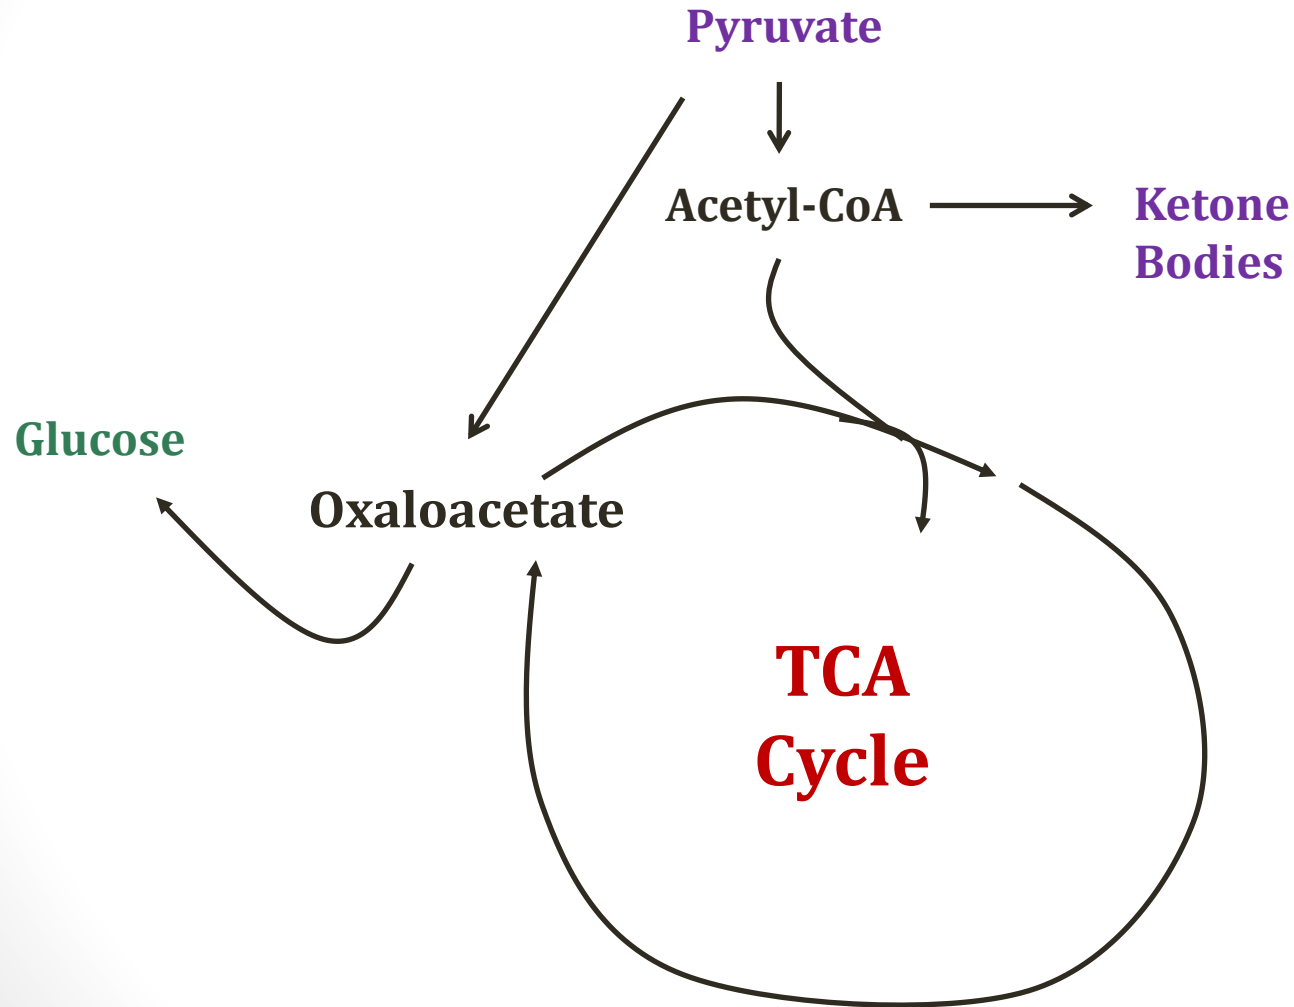 Pyruvate
Acetyl-CoA
Ketone
Bodies
Glucose
Oxaloacetate
TCA
Cycle